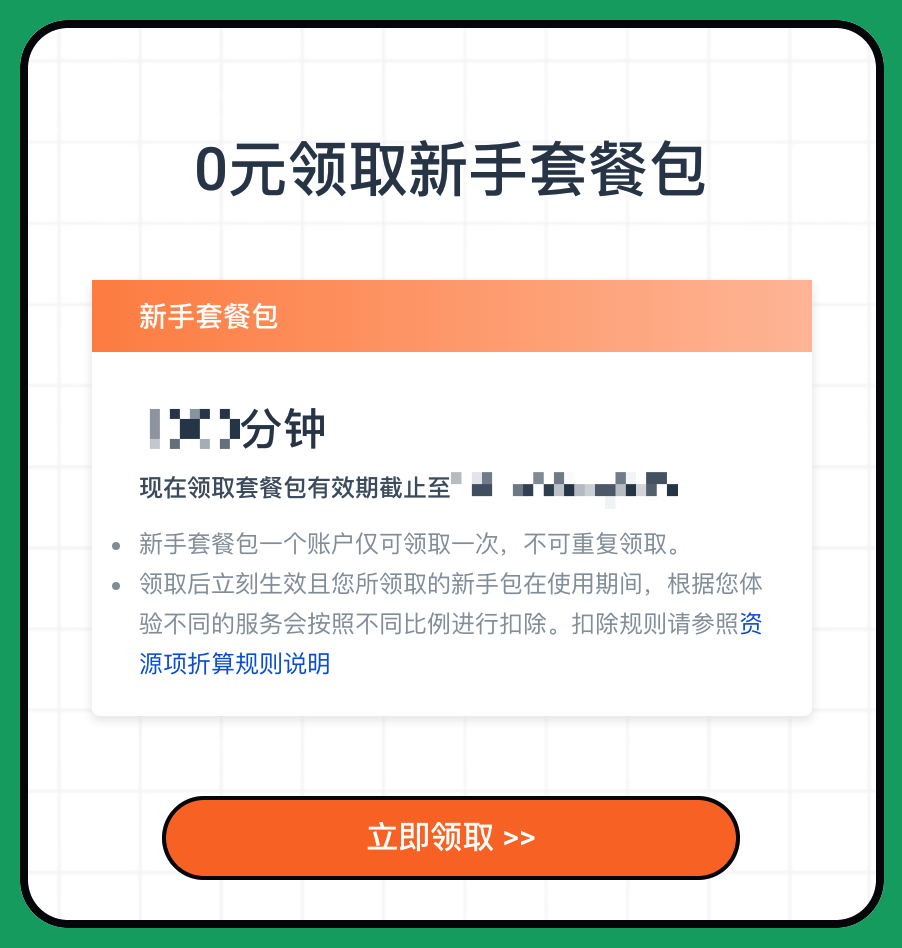 0元领取新手套餐包
新手套餐包
分钟
现在领取套餐包有效期截止至
新手套餐包一个账户仅可领取一次，不可重复领取。
领取后立刻生效且您所领取的新手包在使用期间，根据您体
验不同的服务会按照不同比例进行扣除。扣除规则请参照资
源项折算规则说明
立即领取 >>